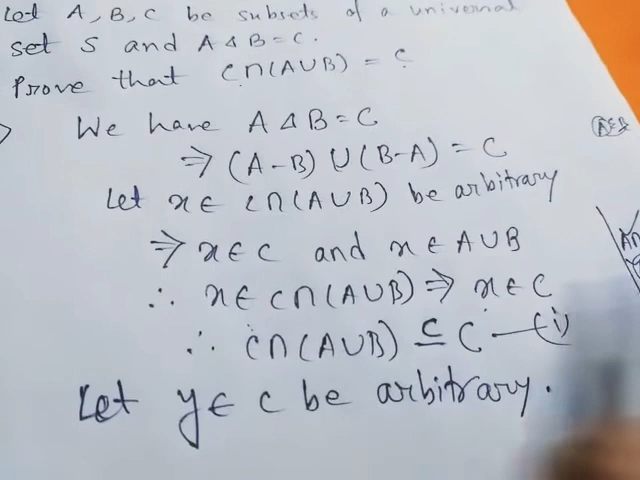 Let A, B, C be subsets of a universal
set S and A Δ B = C.
Prove that C∩(A∪B) = C
We have A Δ B = C
⇒ (A-B) ∪ (B-A) = C
Let x ∈ C∩(A∪B) be arbitrary
⇒ x ∈ C and x ∈ A∪B
∴ x ∈ C∩(A∪B) ⇒ x ∈ C
∴ C∩(A∪B) ⊆ C —(i)
Let y ∈ C be arbitrary.